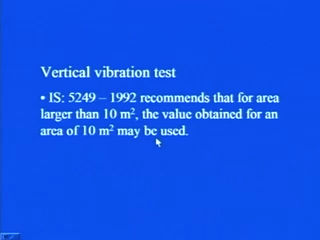 Vertical vibration test
• IS: 5249 – 1992 recommends that for area
larger than 10 m², the value obtained for an
area of 10 m² may be used.